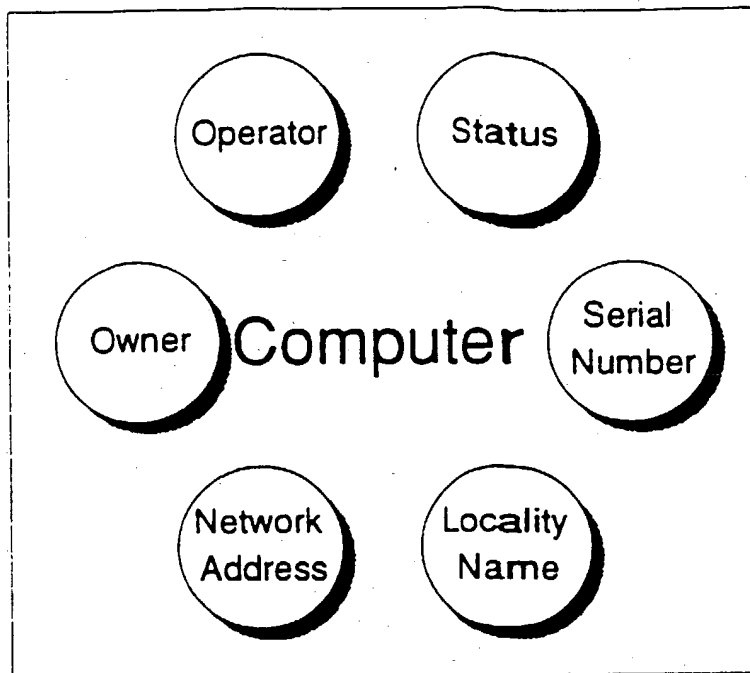 Operator
Status
Owner
Computer
Serial
Number
Network
Address
Locality
Name